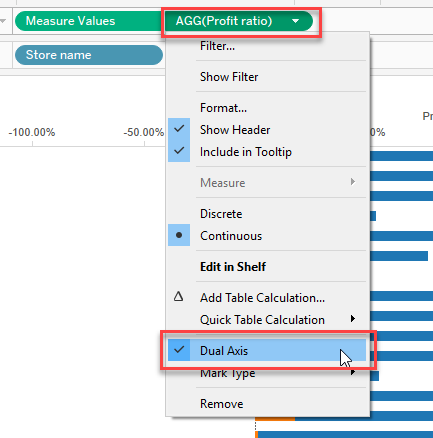 Measure Values AGG(Profit ratio)
Filter...
Store name
Show Filter
Format...
Pr
-100.00% -50.00% Show Header 0%
Include in Tooltip
Measure
Discrete
Continuous
Edit in Shelf
Add Table Calculation...
Quick Table Calculation
Dual Axis
Mark Type
Remove